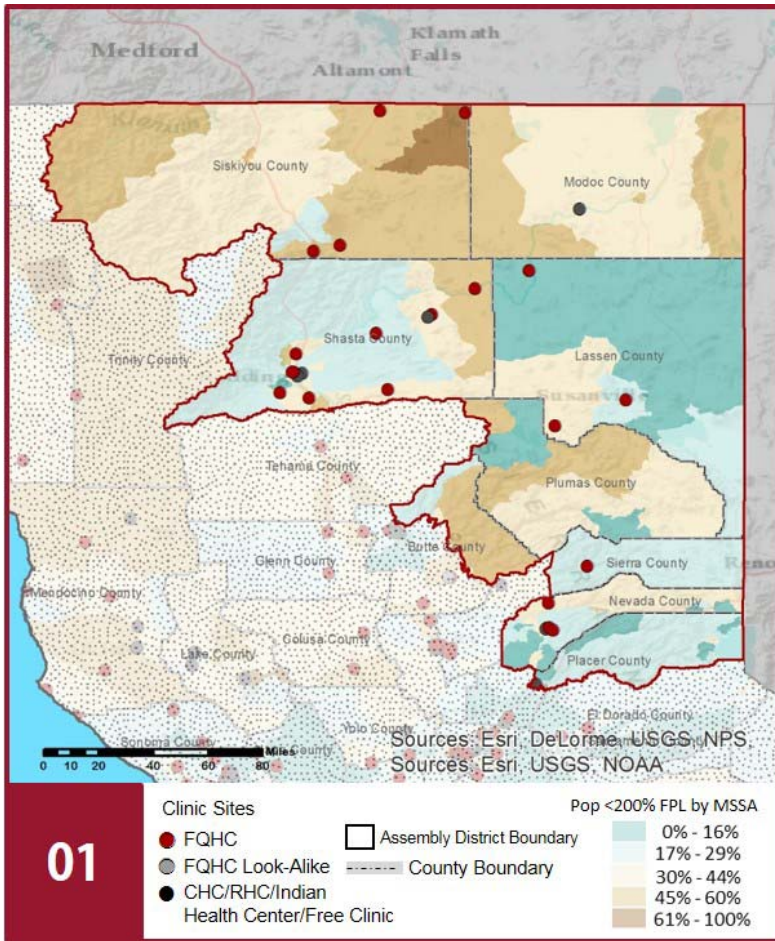 Medford
Klamath
Falls
Altamont
Siskiyou County
Modoc County
Trinity County
Shasta County
Lassen County
Susanville
Tehama County
Plumas County
Glenn County
Butte County
Sierra County
Reno
Mendocino County
Nevada County
Colusa County
Lake County
Placer County
El Dorado County
Sonoma County
Yolo County
Sources: Esri, DeLorme, USGS, NPS,
Sources: Esri, USGS, NOAA
Miles
0 10 20 40 60 80
01
Clinic Sites
FQHC
FQHC Look-Alike
CHC/RHC/Indian
Health Center/Free Clinic
Assembly District Boundary
County Boundary
Pop <200% FPL by MSSA
0% - 16%
17% - 29%
30% - 44%
45% - 60%
61% - 100%